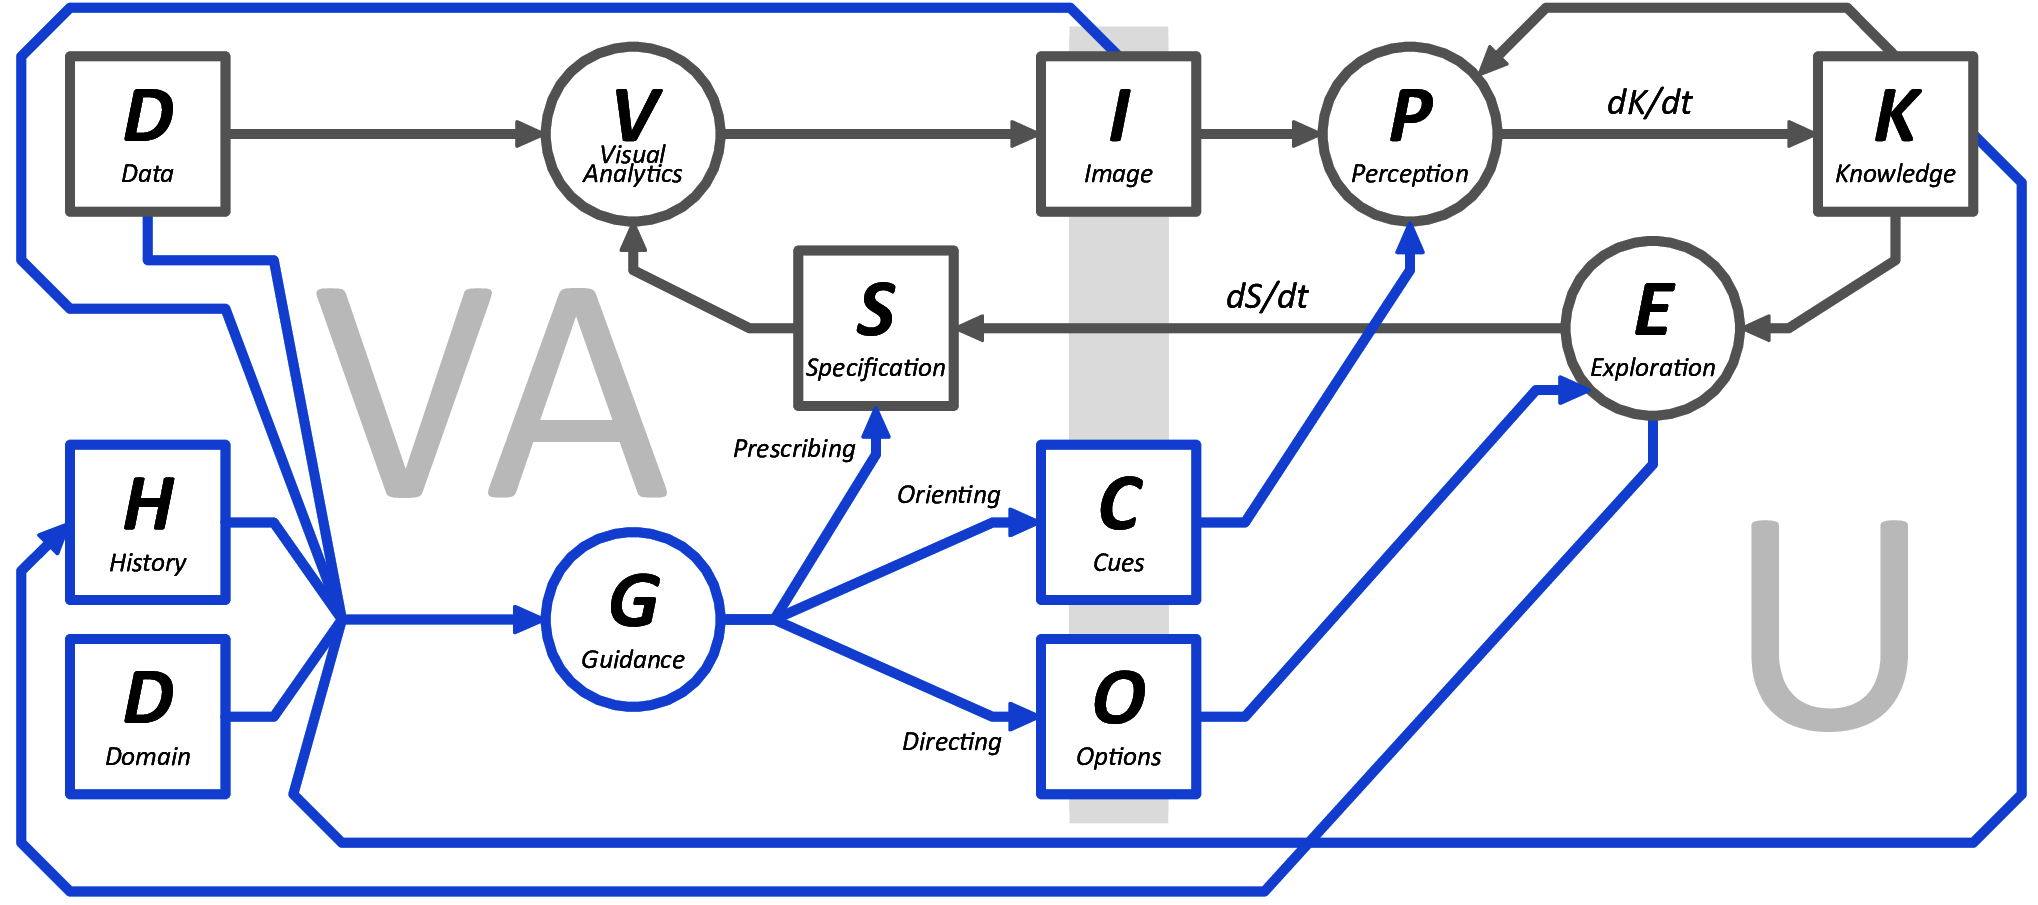 D
Data
V
Visual
Analytics
I
Image
P
Perception
dK/dt
K
Knowledge
VA
S
Specification
dS/dt
E
Exploration
Prescribing
Orienting
Directing
H
History
D
Domain
G
Guidance
C
Cues
O
Options
U